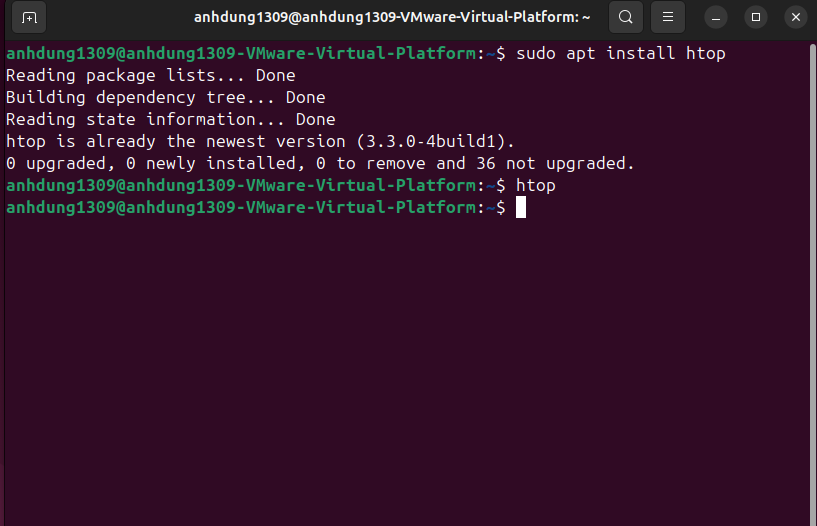 anhdung1309@anhdung1309-VMware-Virtual-Platform: ~
anhdung1309@anhdung1309-VMware-Virtual-Platform:~$ sudo apt install htop
Reading package lists... Done
Building dependency tree... Done
Reading state information... Done
htop is already the newest version (3.3.0-4build1).
0 upgraded, 0 newly installed, 0 to remove and 36 not upgraded.
anhdung1309@anhdung1309-VMware-Virtual-Platform:~$ htop
anhdung1309@anhdung1309-VMware-Virtual-Platform:~$